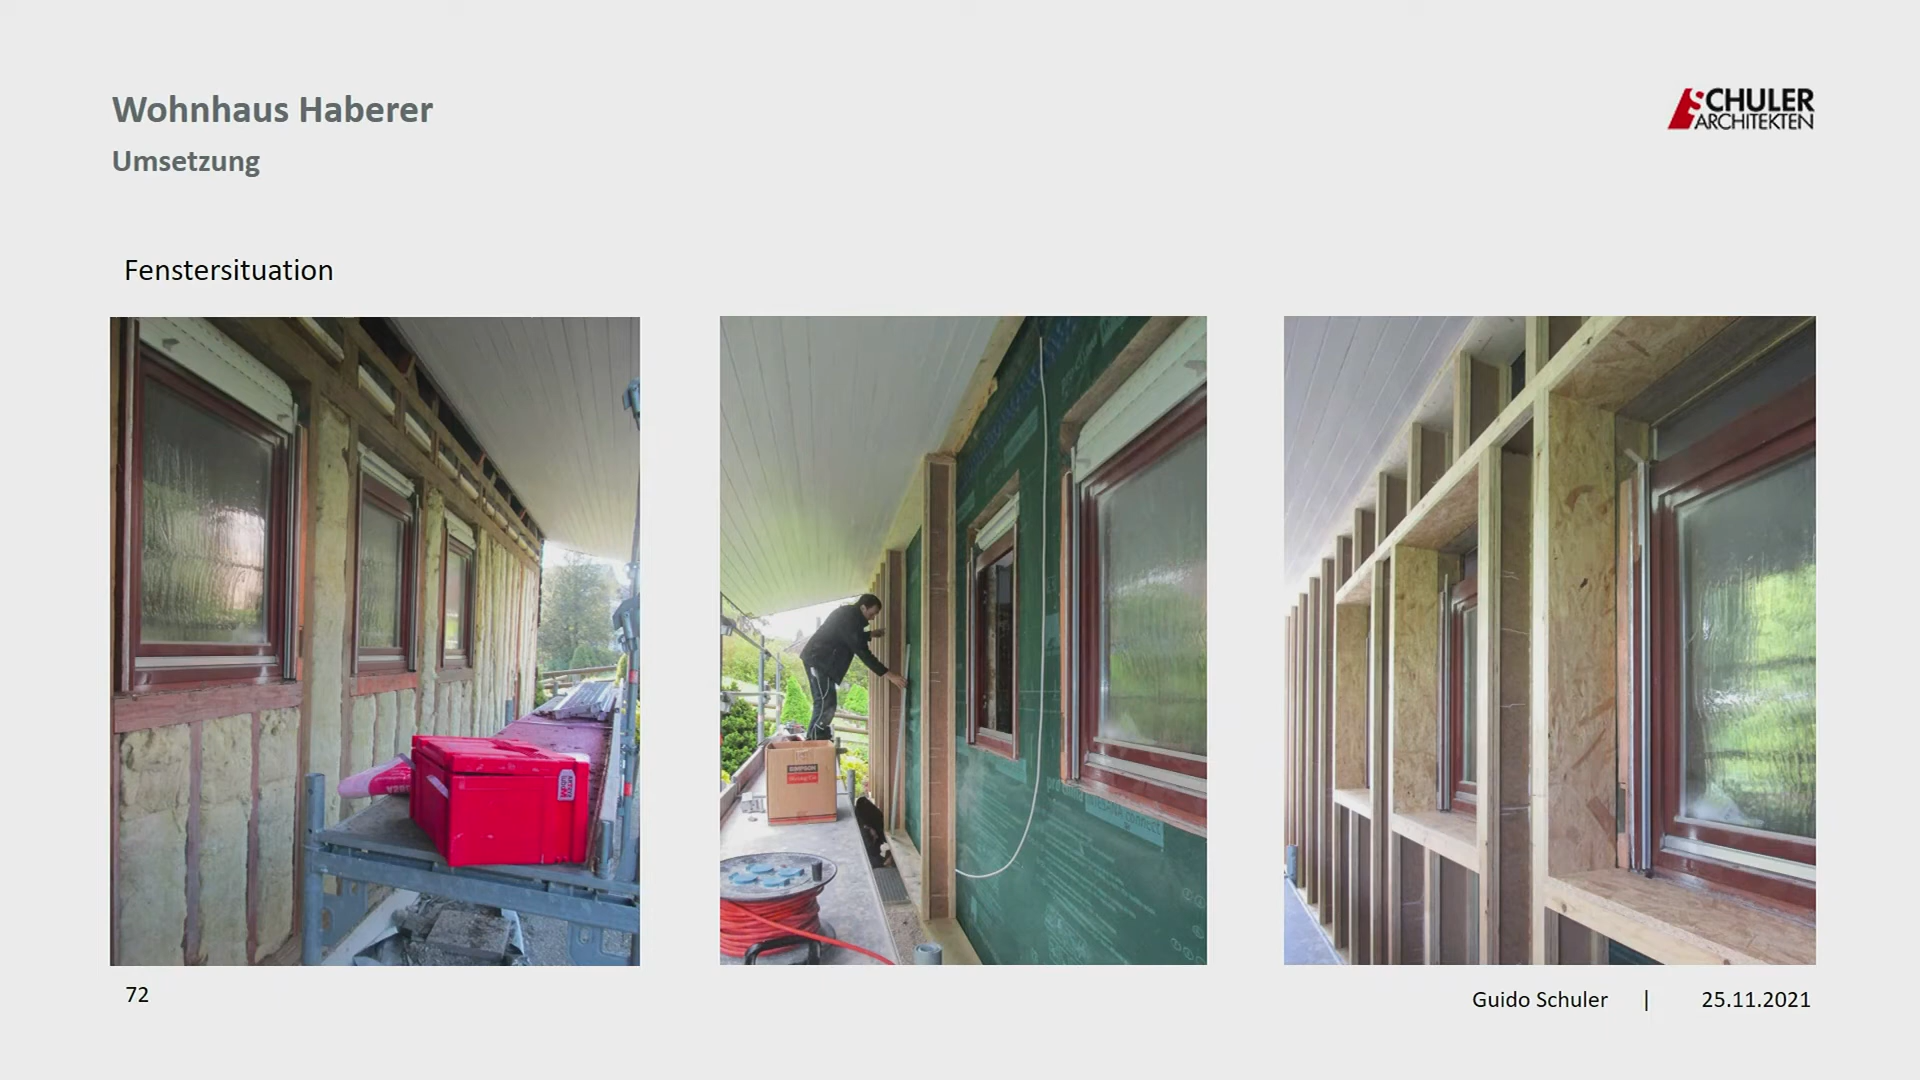 Wohnhaus Haberer
Umsetzung
SCHULER
ARCHITEKTEN
Fenstersituation
72
Guido Schuler | 25.11.2021